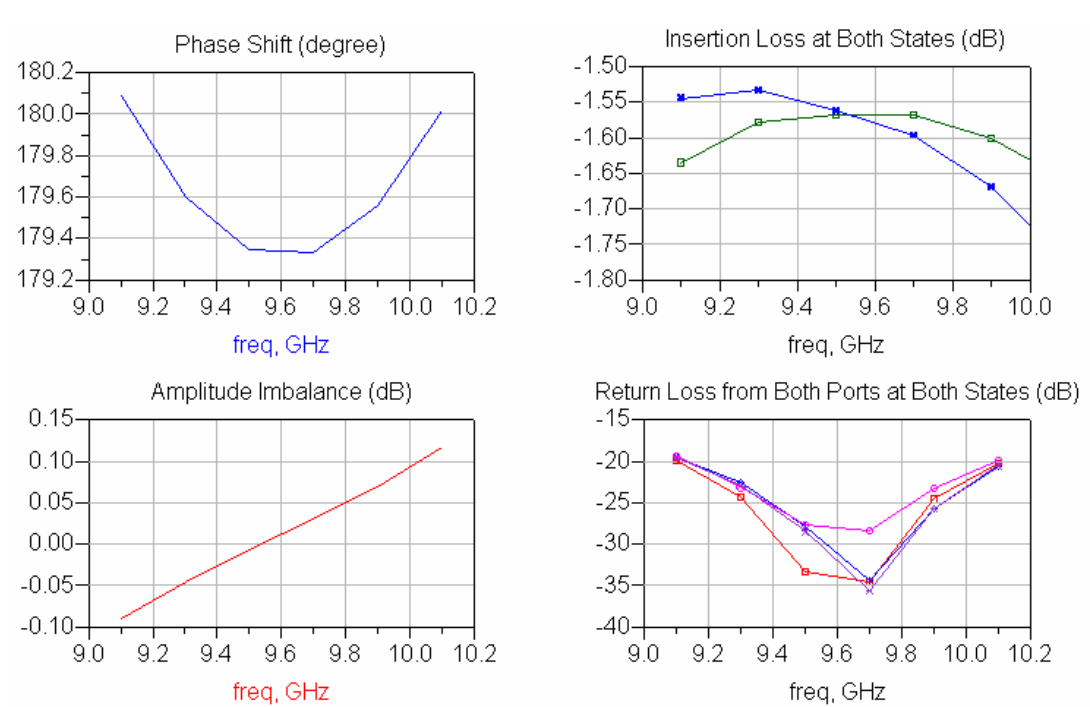 Phase Shift (degree)
180.2
180.0
179.8
179.6
179.4
179.2
9.0 9.2 9.4 9.6 9.8 10.0 10.2
freq, GHz
Insertion Loss at Both States (dB)
-1.50
-1.55
-1.60
-1.65
-1.70
-1.75
-1.80
9.0 9.2 9.4 9.6 9.8 10.0
freq, GHz
Amplitude Imbalance (dB)
0.15
0.10
0.05
0.00
-0.05
-0.10
9.0 9.2 9.4 9.6 9.8 10.0 10.2
freq, GHz
Return Loss from Both Ports at Both States (dB)
-15
-20
-25
-30
-35
-40
9.0 9.2 9.4 9.6 9.8 10.0 10.2
freq, GHz